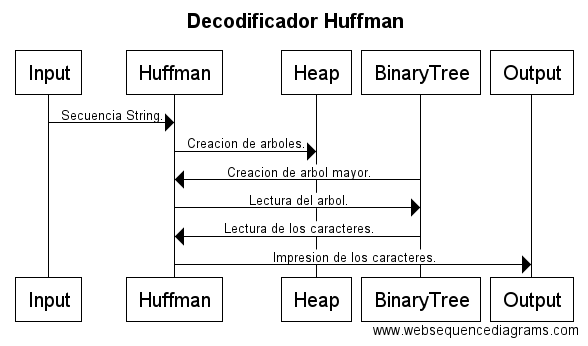 Decodificador Huffman
Input Huffman Heap BinaryTree Output
Secuencia String.
Creacion de arboles.
Creacion de arbol mayor.
Lectura del arbol.
Lectura de los caracteres.
Impresion de los caracteres.
Input Huffman Heap BinaryTree Output
www.websequencediagrams.com